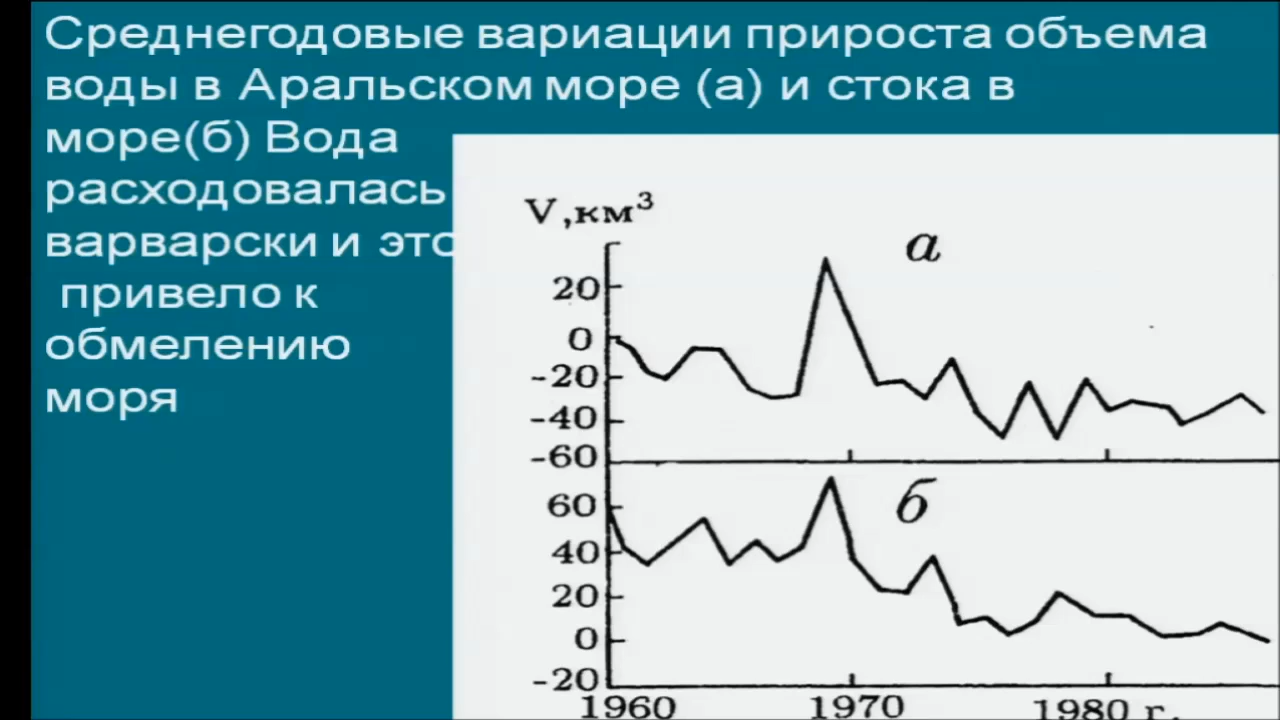 Среднегодовые вариации прироста объема
воды в Аральском море (а) и стока в
море(б) Вода
расходовалась
варварски и это
привело к
обмелению
моря
V,км³
а
20
0
-20
-40
-60
б
60
40
20
0
-20
1960 1970 1980 г.